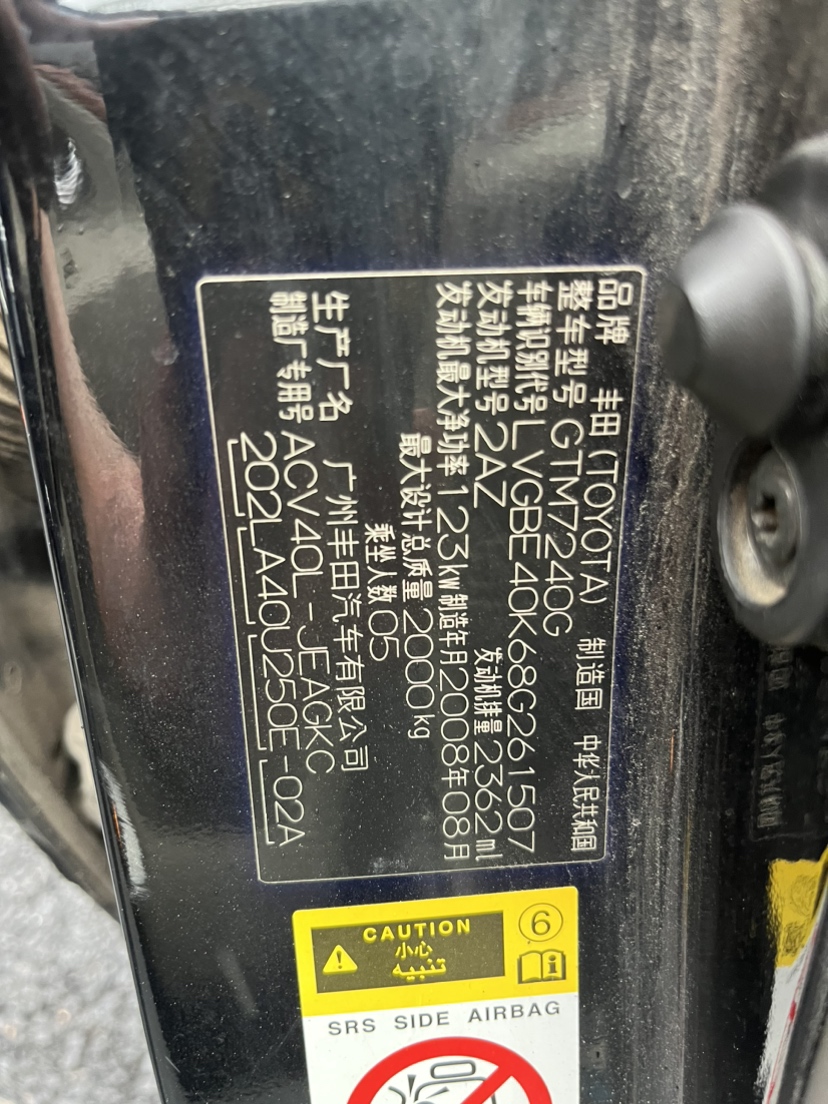 品牌 丰田(TOYOTA) 制造国 中华人民共和国
整车型号 GTM7240G
车辆识别代号 LVGBE40K68G261507
发动机型号 2AZ 发动机排量 2362 ml
发动机最大净功率 123kw 制造年月 2008年08月
最大设计总质量 2000kg
乘坐人数 05
生产厂名 广州丰田汽车有限公司
制造厂专用号 ACV40L-JEAGKC
202LA40U250E-02A
CAUTION
小心
تنبيه
6
SRS SIDE AIRBAG